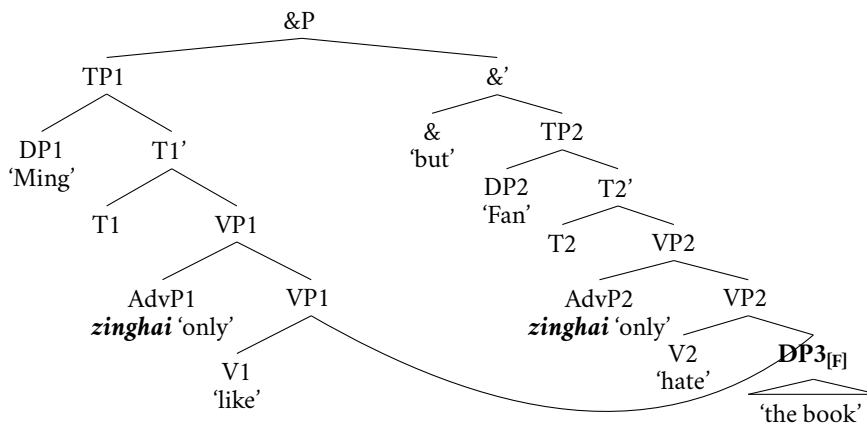 &P
TP1 &’
DP1 T1’ & TP2
‘Ming’ ‘but’
DP2 T2’
‘Fan’
T1 VP1 T2 VP2
AdvP1 VP1 AdvP2 VP2
zinghai ‘only’ zinghai ‘only’
V1 V2 DP3[F]
‘like’ ‘hate’
‘the book’